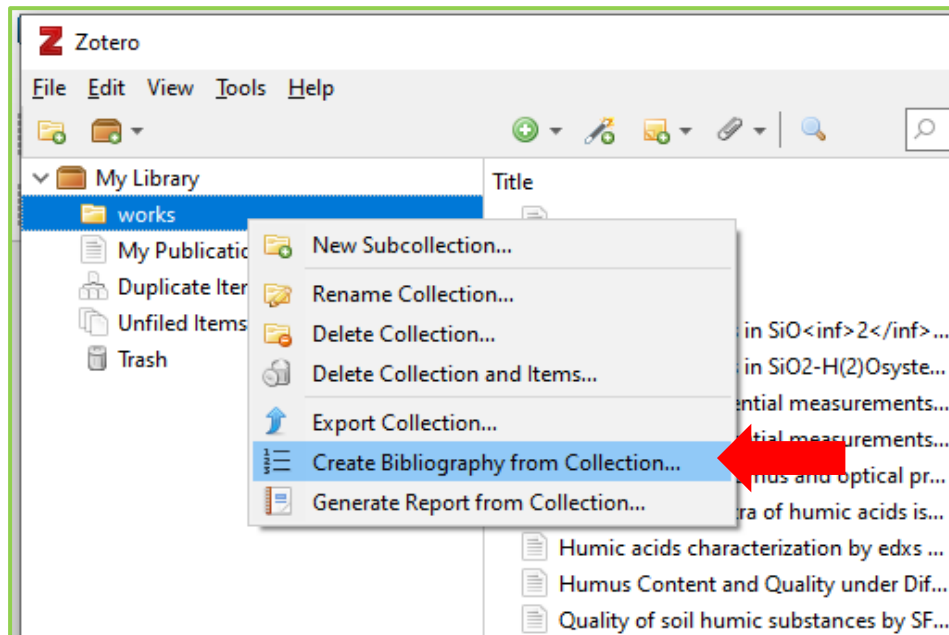 Zotero
File Edit View Tools Help
My Library
Title
works
My Publicatio
New Subcollection...
Duplicate Iter
Rename Collection...
Unfiled Items
Delete Collection...
in SiO<inf>2</inf>...
Trash
Delete Collection and Items...
in SiO2-H(2)Osyste...
ential measurements...
Export Collection...
tial measurements...
Create Bibliography from Collection...
and optical pr...
Generate Report from Collection...
tra of humic acids is...
Humic acids characterization by edxs ...
Humus Content and Quality under Dif...
Quality of soil humic substances by SF...